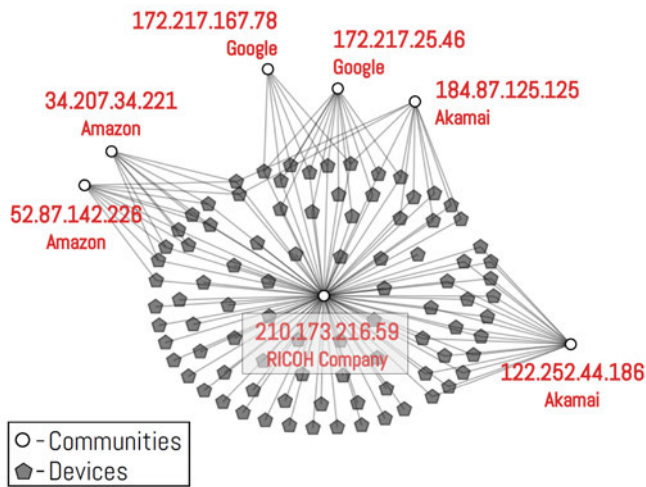 172.217.167.78
Google
172.217.25.46
Google
184.87.125.125
Akamai
34.207.34.221
Amazon
52.87.142.226
Amazon
210.173.216.59
RICOH Company
122.252.44.186
Akamai
- Communities
- Devices